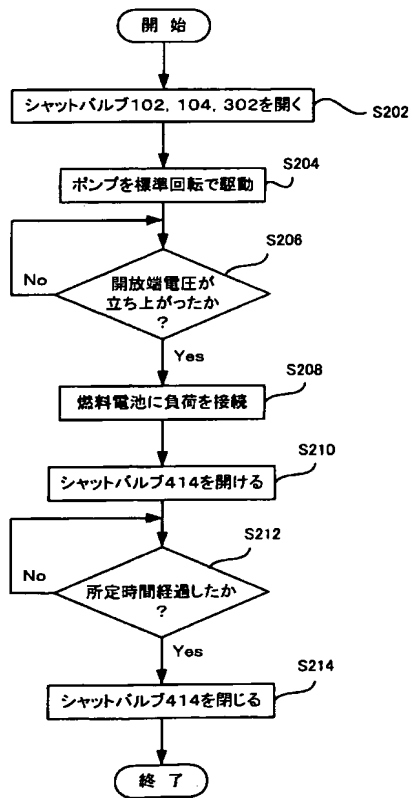 開 始
シャットバルブ102, 104, 302を開く
S202
S204
ポンプを標準回転で駆動
S206
No
開放端電圧が
立ち上がったか
?
Yes
S208
燃料電池に負荷を接続
S210
シャットバルブ414を開ける
S212
No
所定時間経過したか
?
Yes
S214
シャットバルブ414を閉じる
終 了